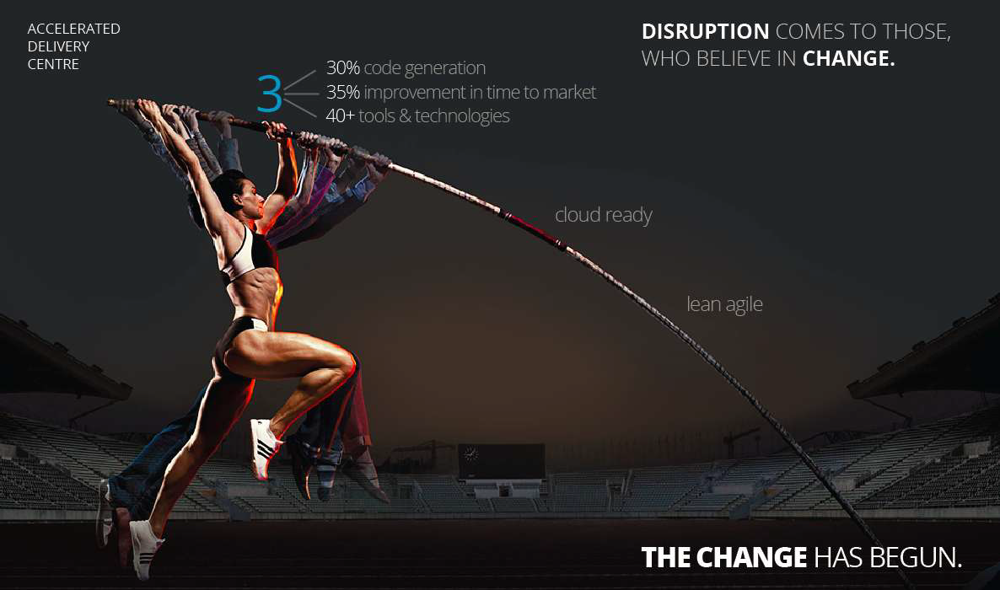 ACCELERATED
DELIVERY
CENTRE
DISRUPTION COMES TO THOSE,
WHO BELIEVE IN CHANGE.
3
30% code generation
35% improvement in time to market
40+ tools & technologies
cloud ready
lean agile
THE CHANGE HAS BEGUN.